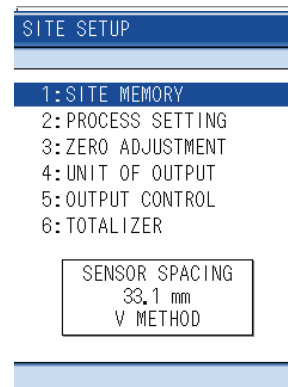 SITE SETUP
1:SITE MEMORY
2:PROCESS SETTING
3:ZERO ADJUSTMENT
4:UNIT OF OUTPUT
5:OUTPUT CONTROL
6:TOTALIZER
SENSOR SPACING
33.1 mm
V METHOD